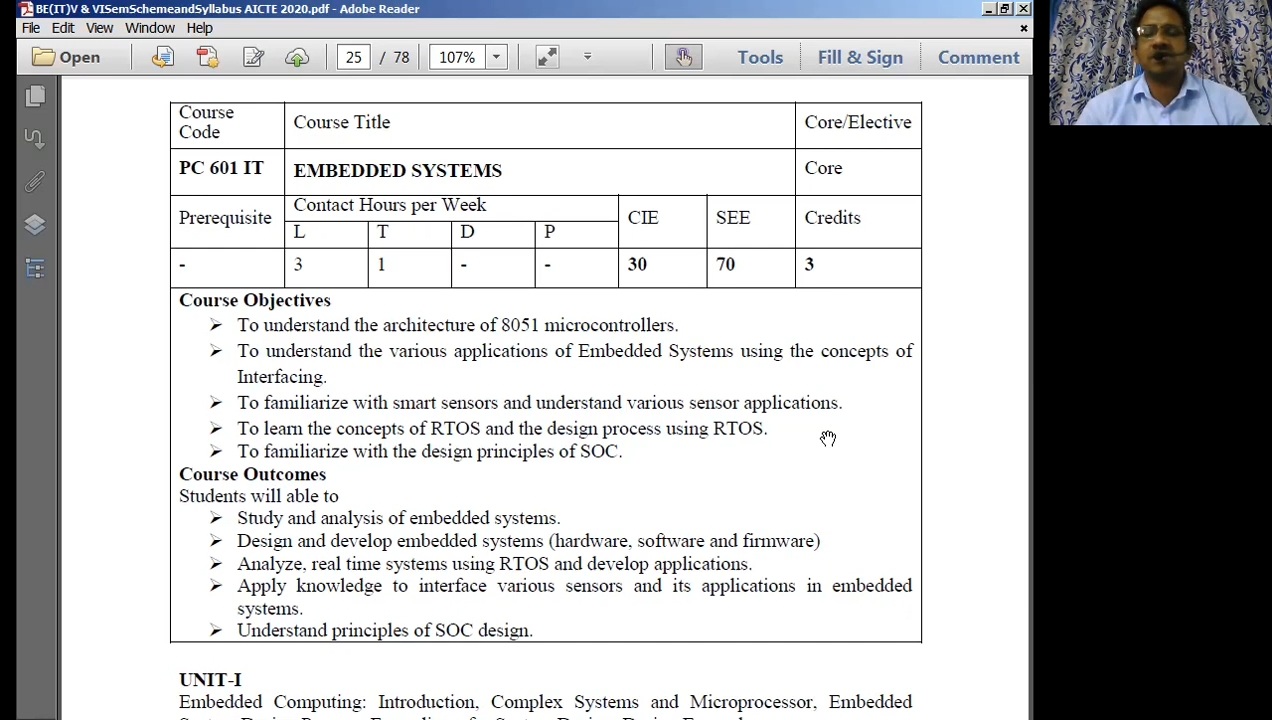 BE(IT)V & VISemSchemeandSyllabus AICTE 2020.pdf - Adobe Reader
File Edit View Window Help
Open 25 / 78 107% Tools Fill & Sign Comment
Course Code Course Title Core/Elective
PC 601 IT EMBEDDED SYSTEMS Core
Prerequisite Contact Hours per Week CIE SEE Credits
L T D P
- 3 1 - - 30 70 3
Course Objectives
➢ To understand the architecture of 8051 microcontrollers.
➢ To understand the various applications of Embedded Systems using the concepts of
Interfacing.
➢ To familiarize with smart sensors and understand various sensor applications.
➢ To learn the concepts of RTOS and the design process using RTOS.
➢ To familiarize with the design principles of SOC.
Course Outcomes
Students will able to
➢ Study and analysis of embedded systems.
➢ Design and develop embedded systems (hardware, software and firmware)
➢ Analyze, real time systems using RTOS and develop applications.
➢ Apply knowledge to interface various sensors and its applications in embedded
systems.
➢ Understand principles of SOC design.
UNIT-I
Embedded Computing: Introduction, Complex Systems and Microprocessor, Embedded